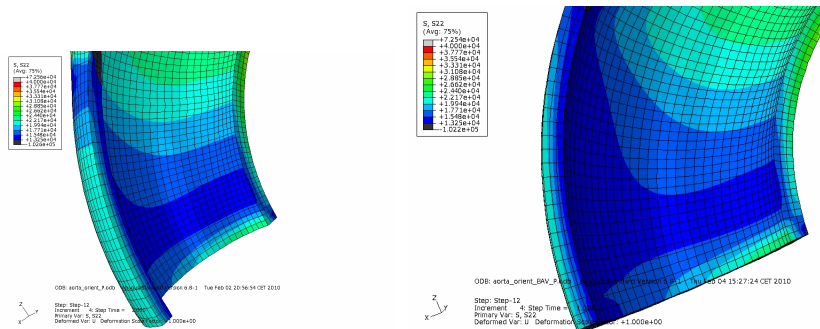 S, S22
(Avg: 75%)
+7.256e+04
+4.000e+04
+3.777e+04
+3.554e+04
+3.331e+04
+3.108e+04
+2.885e+04
+2.662e+04
+2.440e+04
+2.217e+04
+1.994e+04
+1.771e+04
+1.548e+04
+1.325e+04
-1.026e+05
ODB: aorta_orient_P.odb 6.8-1 Tue Feb 02 20:56:54 CET 2010
Step: Step-12
Increment 4: Step Time =
Primary Var: S, S22
Deformed Var: U Deformation +1.000e+00
Y
Z X
S, S22
(Avg: 75%)
+7.254e+04
+4.000e+04
+3.777e+04
+3.554e+04
+3.331e+04
+3.108e+04
+2.885e+04
+2.662e+04
+2.440e+04
+2.217e+04
+1.994e+04
+1.771e+04
+1.548e+04
+1.325e+04
-1.022e+05
ODB: aorta_orient_BAV_P.odb Thu Feb 04 15:27:24 CET 2010
Step: Step-12
Increment 4: Step Time =
Primary Var: S, S22
Deformed Var: U Deformation +1.000e+00
Z Y
X